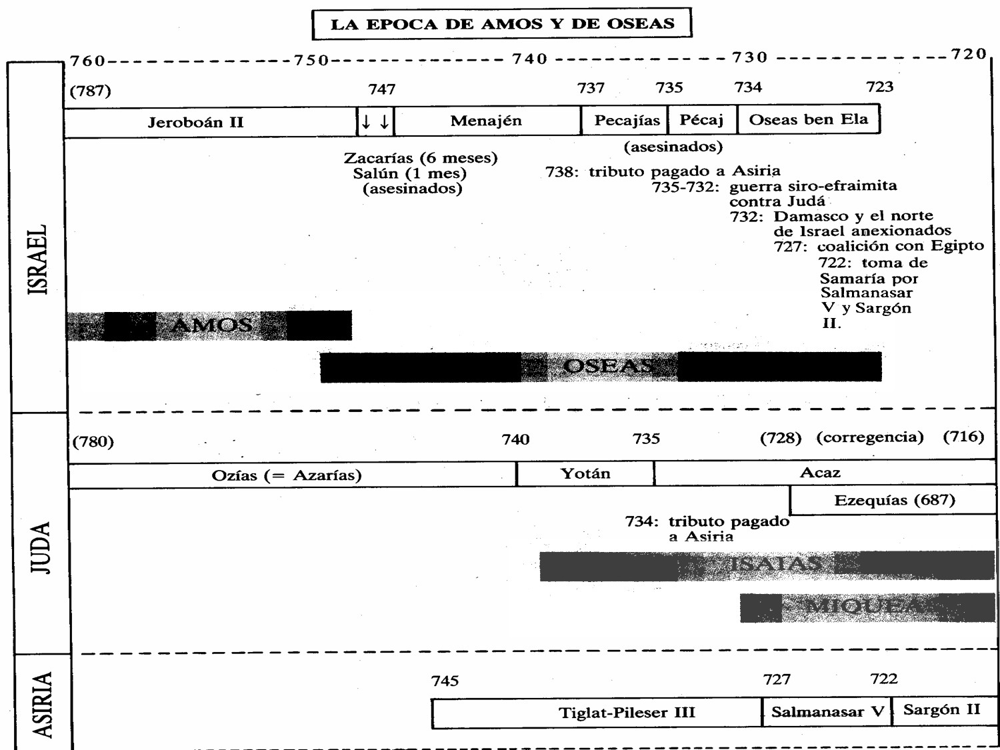 LA EPOCA DE AMOS Y DE OSEAS
760 750 740 730 720
ISRAEL
(787) 747 737 735 734 723
Jeroboán II ↓ ↓ Menajén Pecajías Pécaj Oseas ben Ela
(asesinados)
Zacarías (6 meses)
Salún (1 mes)
(asesinados)
738: tributo pagado a Asiria
735-732: guerra siro-efraimita
contra Judá
732: Damasco y el norte
de Israel anexionados
727: coalición con Egipto
722: toma de
Samaría por
Salmanasar
V y Sargón
II.
AMOS
OSEAS
JUDA
(780) 740 735 (728) (corregencia) (716)
Ozías (= Azarías) Yotán Acaz
Ezequías (687)
734: tributo pagado
a Asiria
ISAIAS
MIQUEAS
ASIRIA
745 727 722
Tiglat-Pileser III Salmanasar V Sargón II